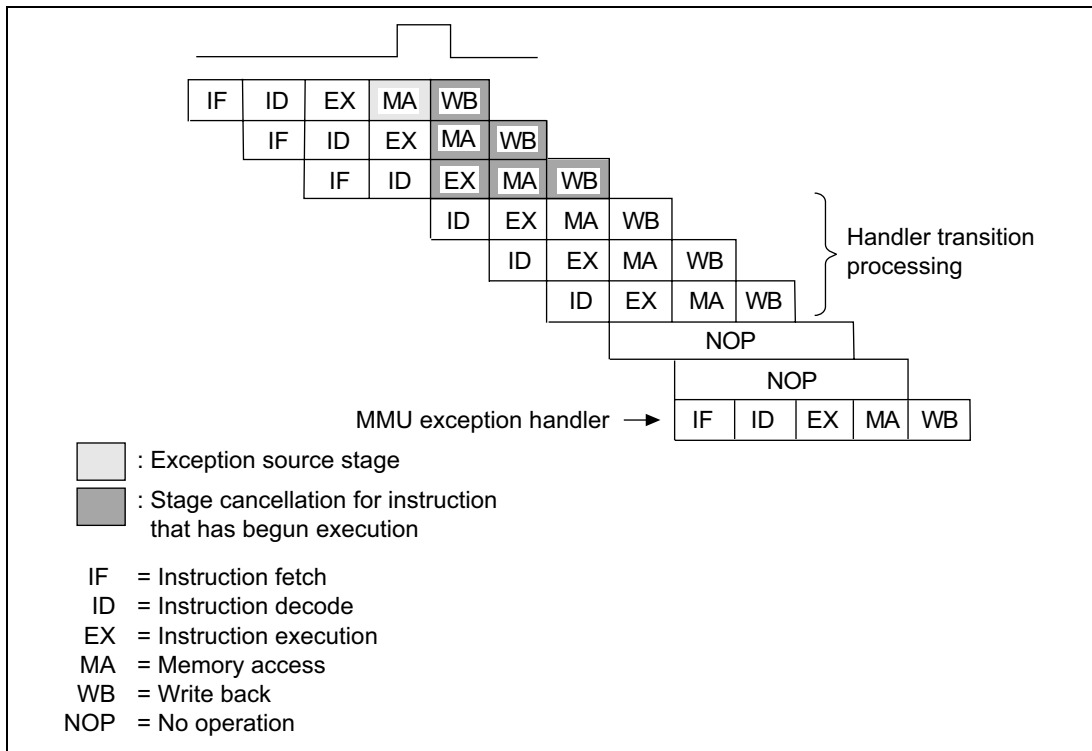 IF ID EX MA WB
IF ID EX MA WB
IF ID EX MA WB
ID EX MA WB
ID EX MA WB
ID EX MA WB
Handler transition
processing
NOP
NOP
MMU exception handler → IF ID EX MA WB
: Exception source stage
: Stage cancellation for instruction
that has begun execution
IF = Instruction fetch
ID = Instruction decode
EX = Instruction execution
MA = Memory access
WB = Write back
NOP = No operation